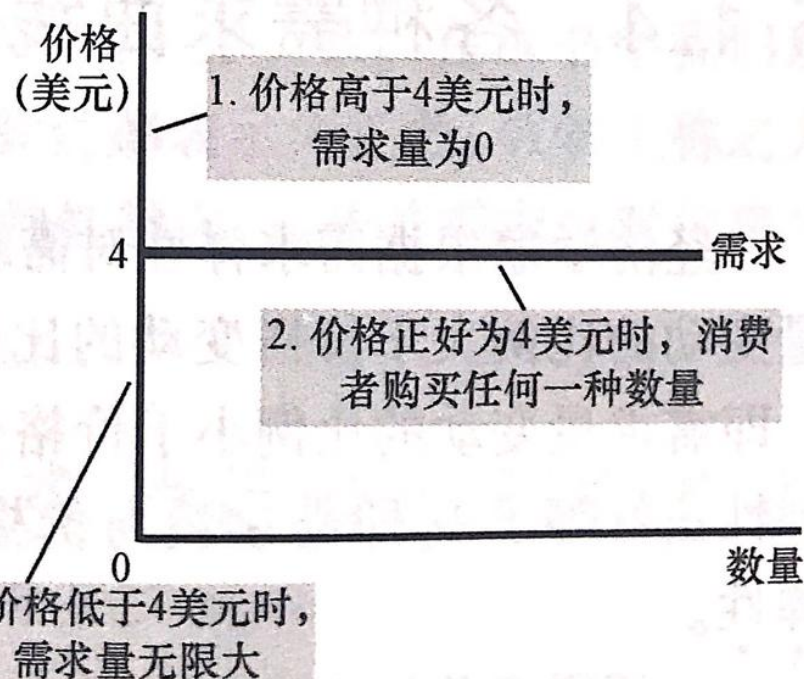 价格
(美元)
1. 价格高于4美元时，
需求量为0
4
需求
2. 价格正好为4美元时，消费
者购买任何一种数量
0
数量
价格低于4美元时，
需求量无限大